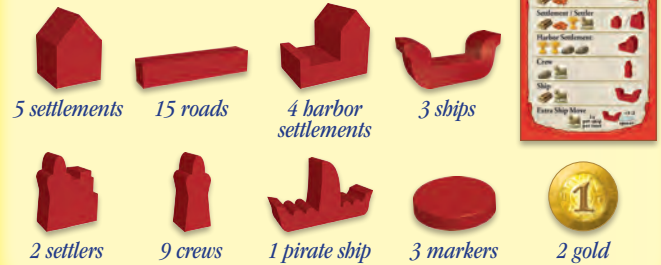 Settlement / Settler
Harbor Settlement
Crew
Ship
Extra Ship Move
5 settlements
15 roads
4 harbor
settlements
3 ships
2 settlers
9 crews
1 pirate ship
3 markers
1
2 gold